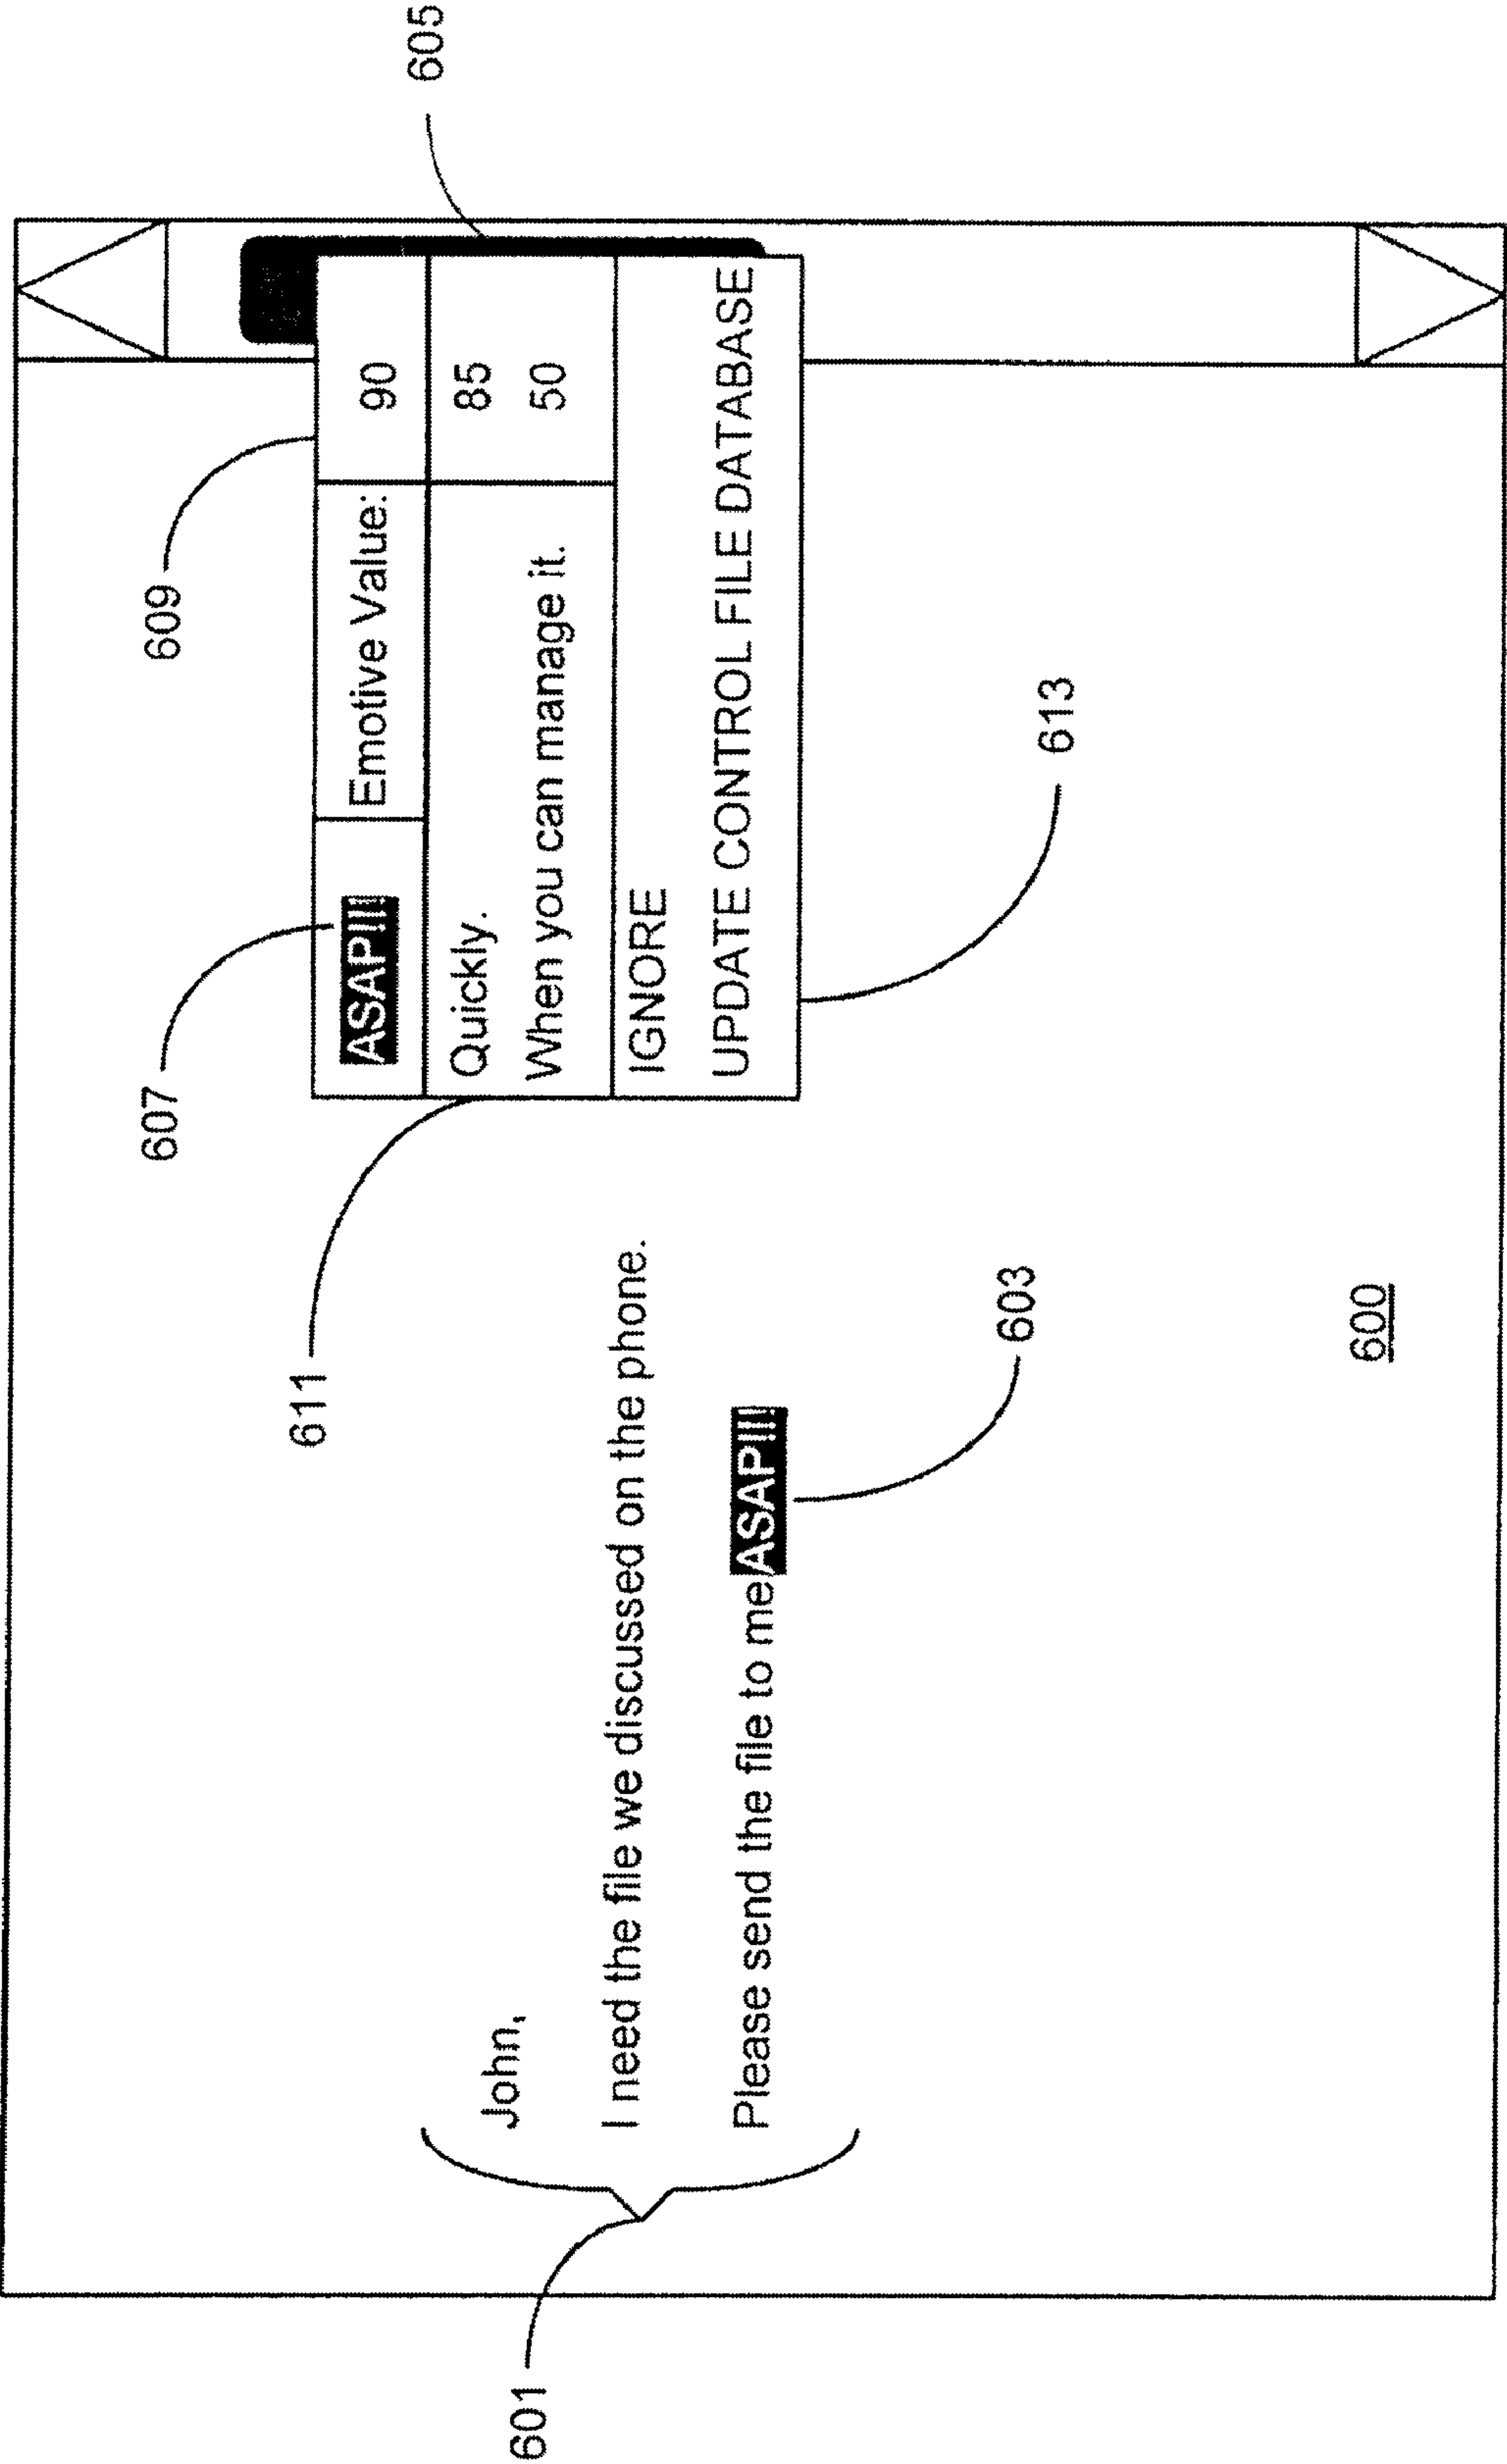 605
609
607
ASAP!!! Emotive Value: 90
611
Quickly. 85
When you can manage it. 50
IGNORE
UPDATE CONTROL FILE DATABASE
613
601
John,
I need the file we discussed on the phone.
Please send the file to me ASAP!!!
603
600